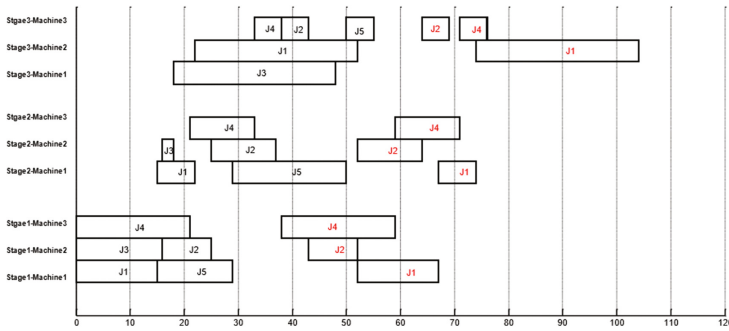 Stgae3-Machine3 J4 J2 J5 J2 J4
Stage3-Machine2 J1 J1
Stage3-Machine1 J3
Stgae2-Machine3 J4 J4
Stage2-Machine2 J3 J2 J2
Stage2-Machine1 J1 J5 J1
Stgae1-Machine3 J4 J4
Stage1-Machine2 J3 J2 J2
Stage1-Machine1 J1 J5 J1
0 10 20 30 40 50 60 70 80 90 100 110 120